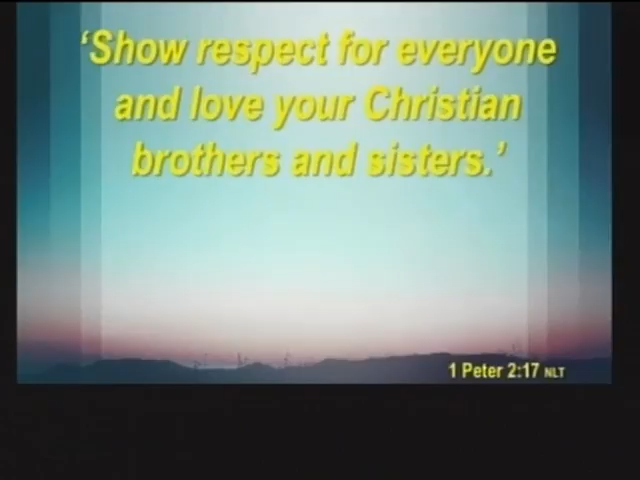 ‘Show respect for everyone
and love your Christian
brothers and sisters.’
1 Peter 2:17 NLT